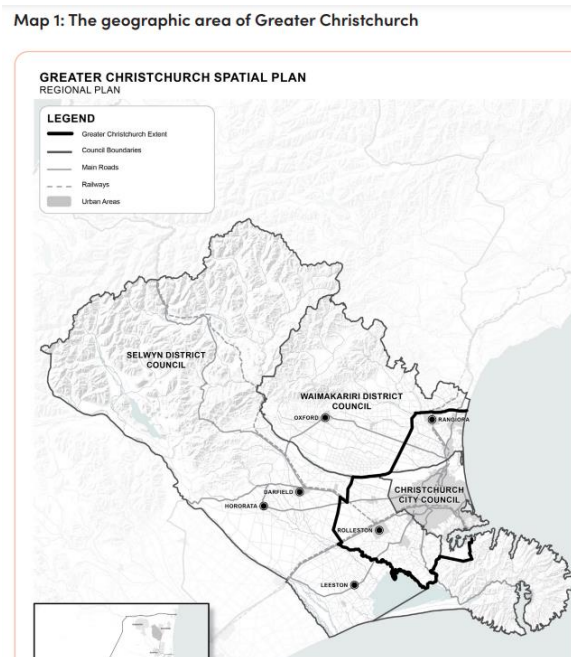 Map 1: The geographic area of Greater Christchurch
GREATER CHRISTCHURCH SPATIAL PLAN
REGIONAL PLAN
LEGEND
Greater Christchurch Extent
Council Boundaries
Main Roads
Railways
Urban Areas
SELWYN DISTRICT
COUNCIL
WAIMAKARIRI DISTRICT
COUNCIL
OXFORD
RANGIORA
CHRISTCHURCH
CITY COUNCIL
DARFIELD
HORORATA
ROLLESTON
LEESTON